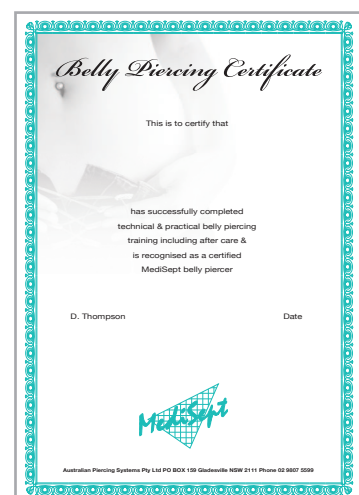 Belly Piercing Certificate
This is to certify that
has successfully completed
technical & practical belly piercing
training including after care &
is recognised as a certified
MediSept belly piercer
D. Thompson Date
MediSept
Australian Piercing Systems Pty Ltd PO BOX 159 Gladesville NSW 2111 Phone 02 9807 5599